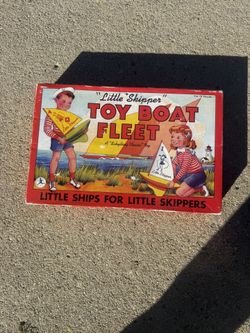 "Little Skipper"
TOY BOAT
FLEET
LITTLE SHIPS FOR LITTLE SKIPPERS